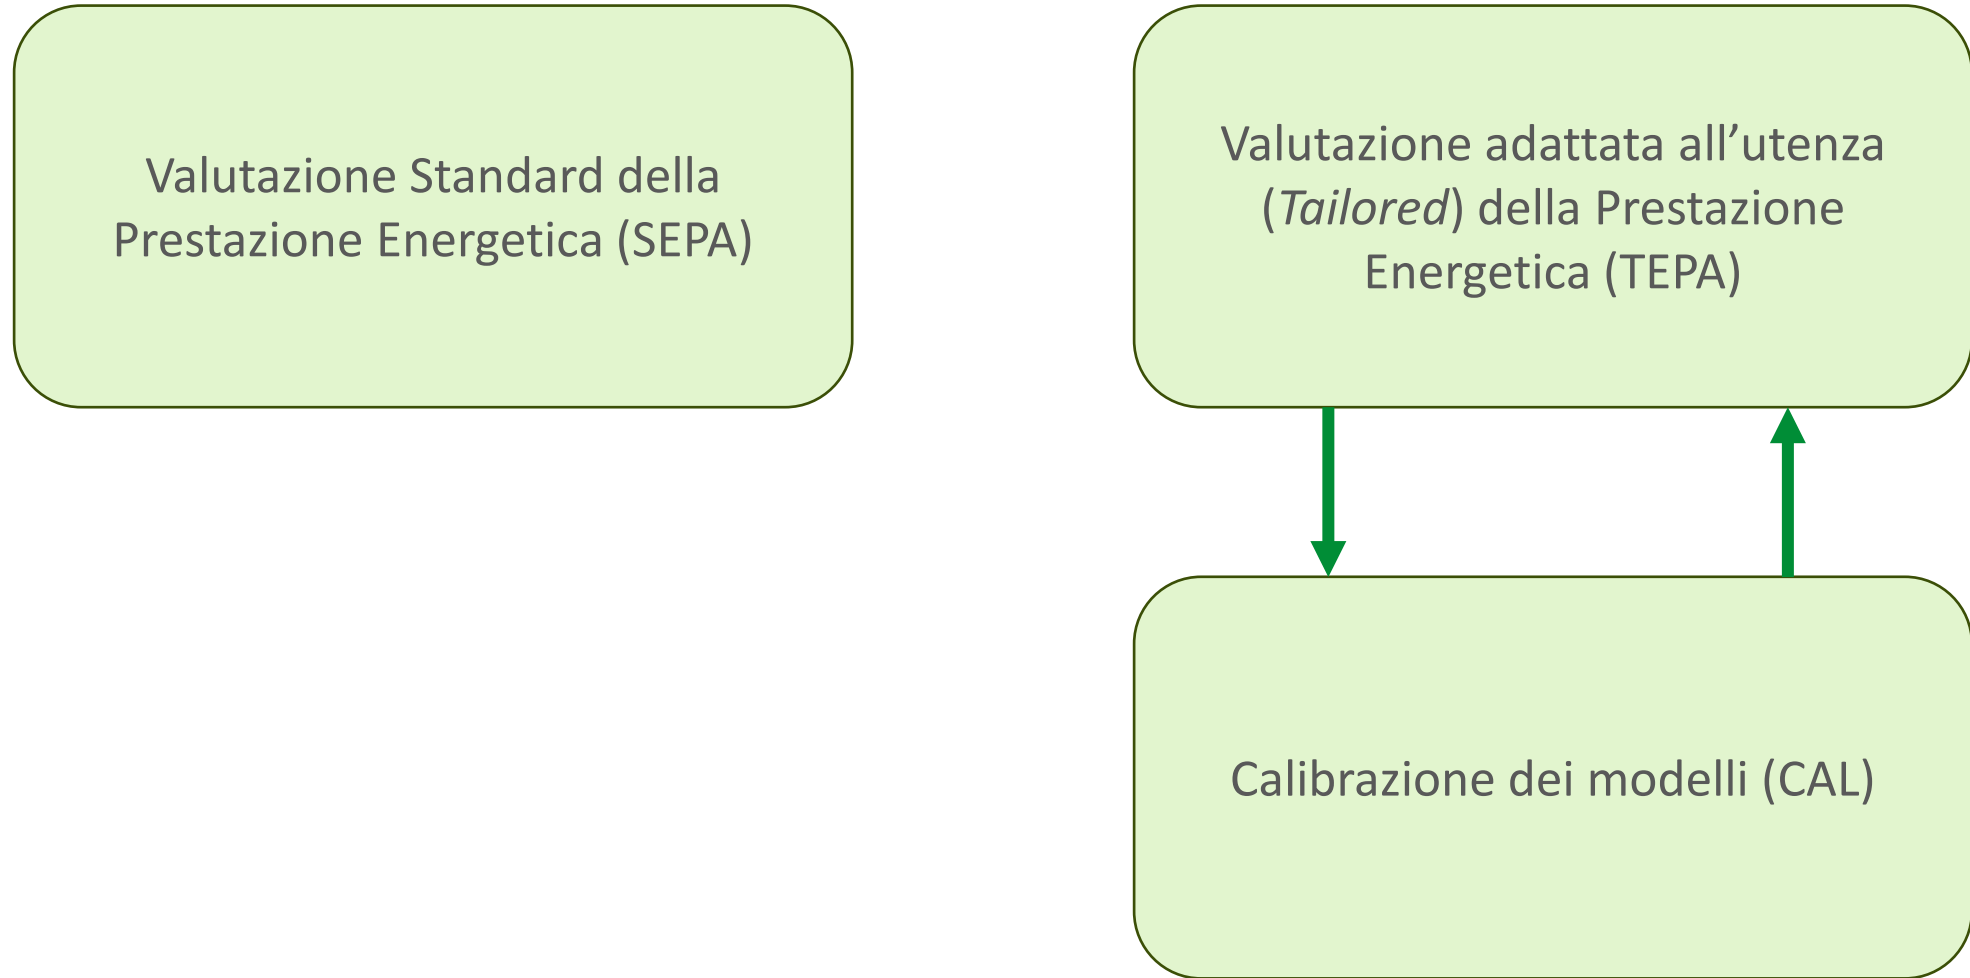 Valutazione Standard della
Prestazione Energetica (SEPA)
Valutazione adattata all’utenza
(Tailored) della Prestazione
Energetica (TEPA)
Calibrazione dei modelli (CAL)